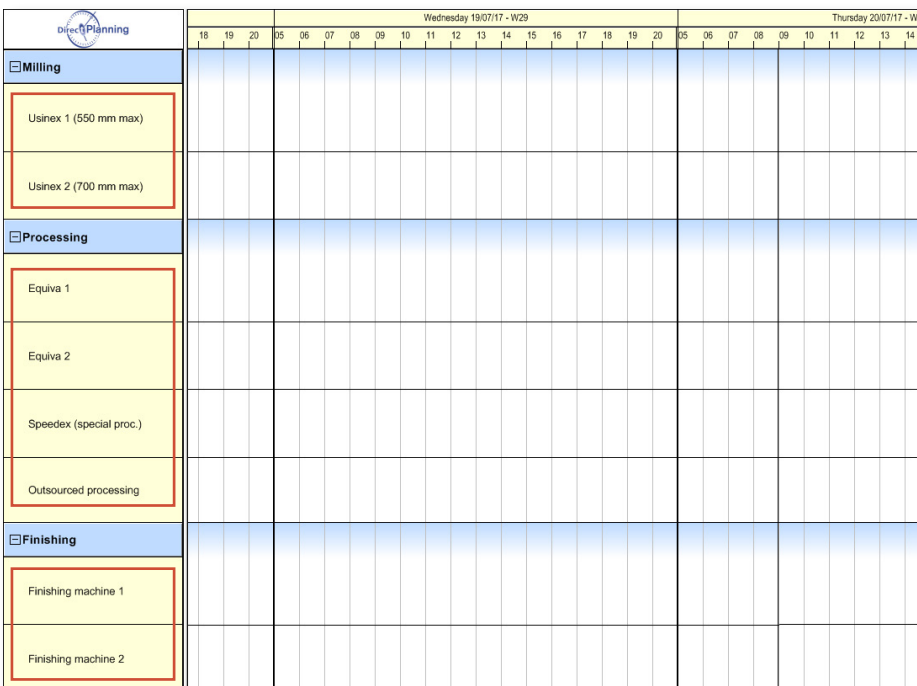 DirectPlanning
Wednesday 19/07/17 - W29
Thursday 20/07/17 - W
18 19 20 05 06 07 08 09 10 11 12 13 14 15 16 17 18 19 20 05 06 07 08 09 10 11 12 13 14
Milling
Usinex 1 (550 mm max)
Usinex 2 (700 mm max)
Processing
Equiva 1
Equiva 2
Speedex (special proc.)
Outsourced processing
Finishing
Finishing machine 1
Finishing machine 2